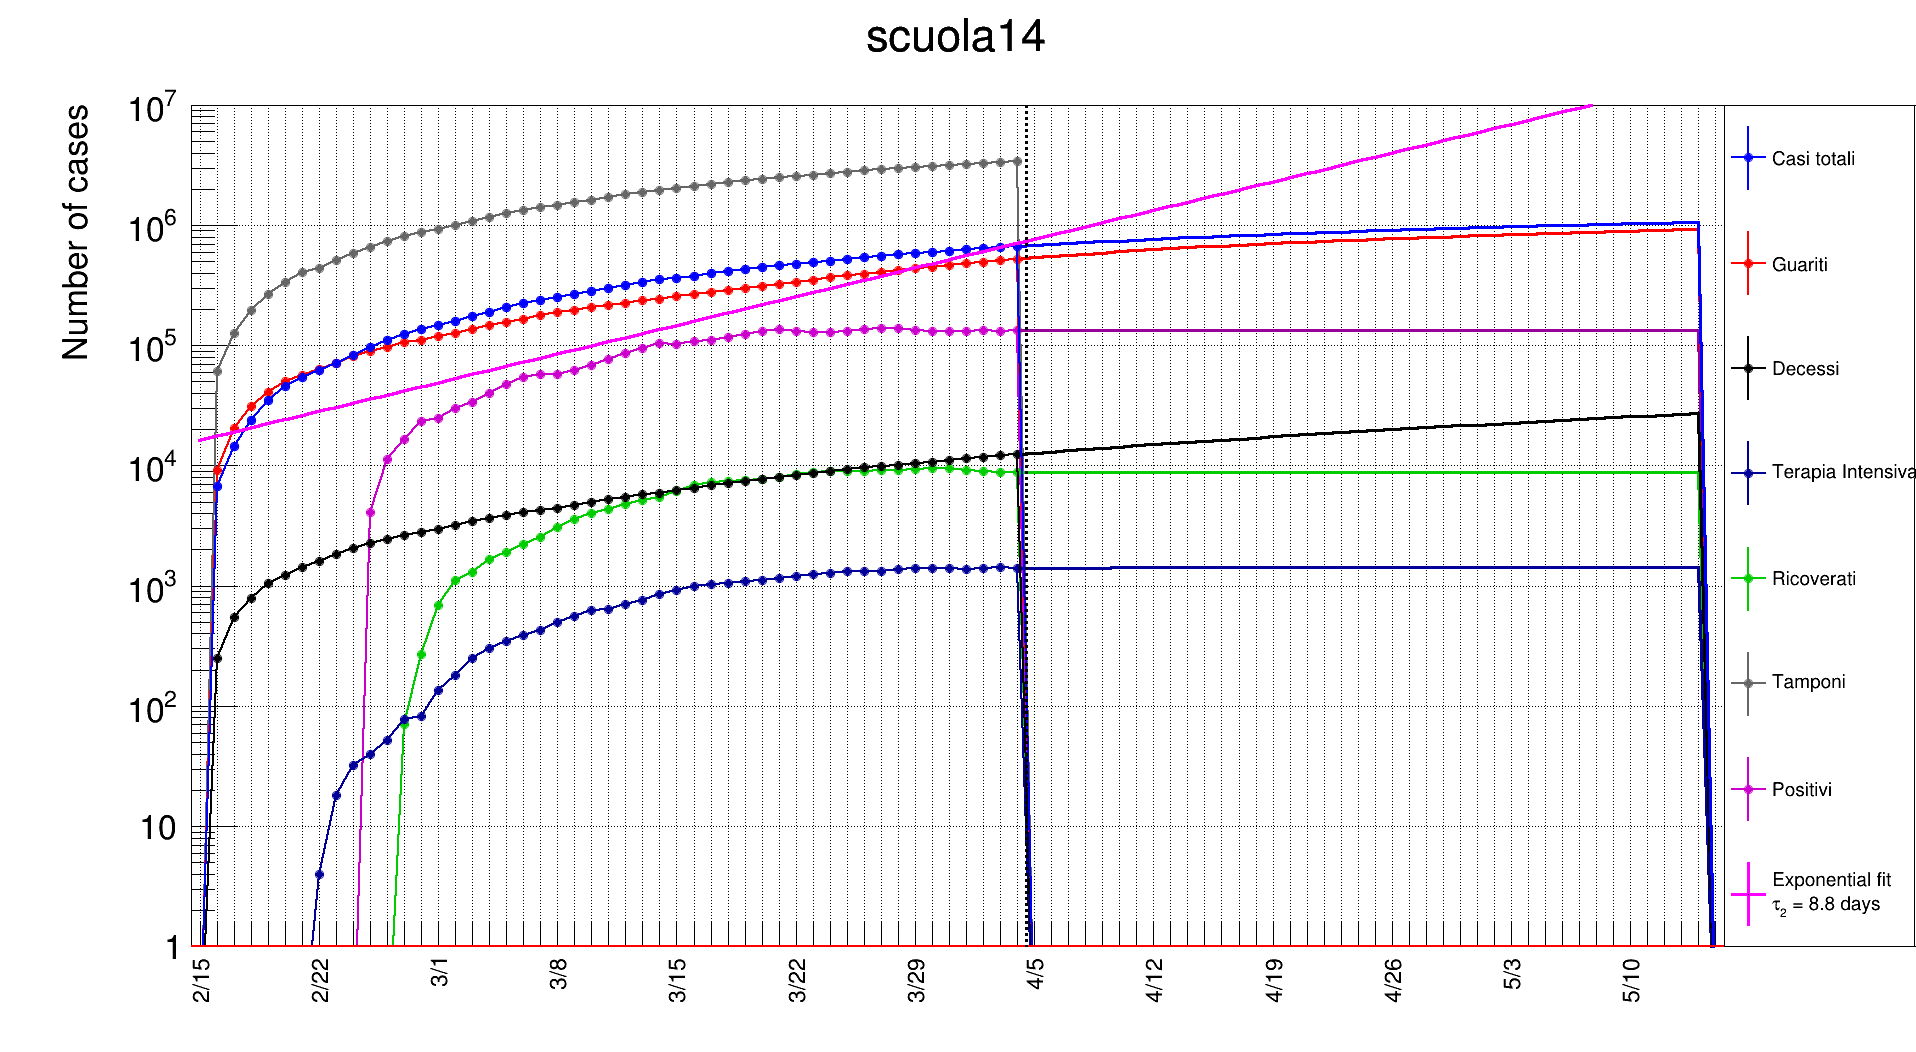 scuola14
Number of cases
10^7
10^6
10^5
10^4
10^3
10^2
10
1
2/15
2/22
3/1
3/8
3/15
3/22
3/29
4/5
4/12
4/19
4/26
5/3
5/10
Casi totali
Guariti
Decessi
Terapia Intensiva
Ricoverati
Tamponi
Positivi
Exponential fit
τ_2 = 8.8 days